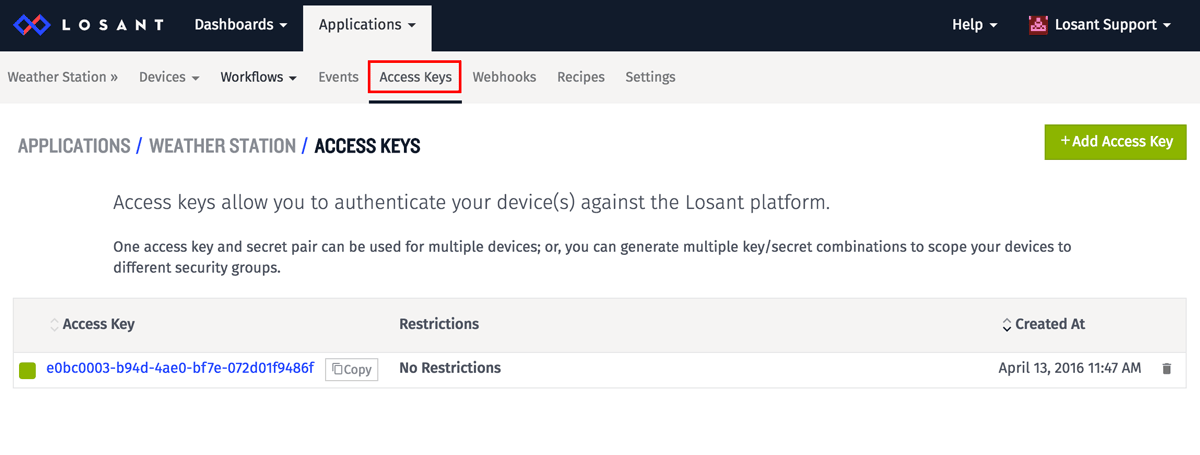 LOSANT Dashboards Applications Help Losant Support
Weather Station » Devices Workflows Events Access Keys Webhooks Recipes Settings
APPLICATIONS / WEATHER STATION / ACCESS KEYS
+Add Access Key
Access keys allow you to authenticate your device(s) against the Losant platform.
One access key and secret pair can be used for multiple devices; or, you can generate multiple key/secret combinations to scope your devices to
different security groups.
Access Key Restrictions Created At
e0bc0003-b94d-4ae0-bf7e-072d01f9486f Copy No Restrictions April 13, 2016 11:47 AM